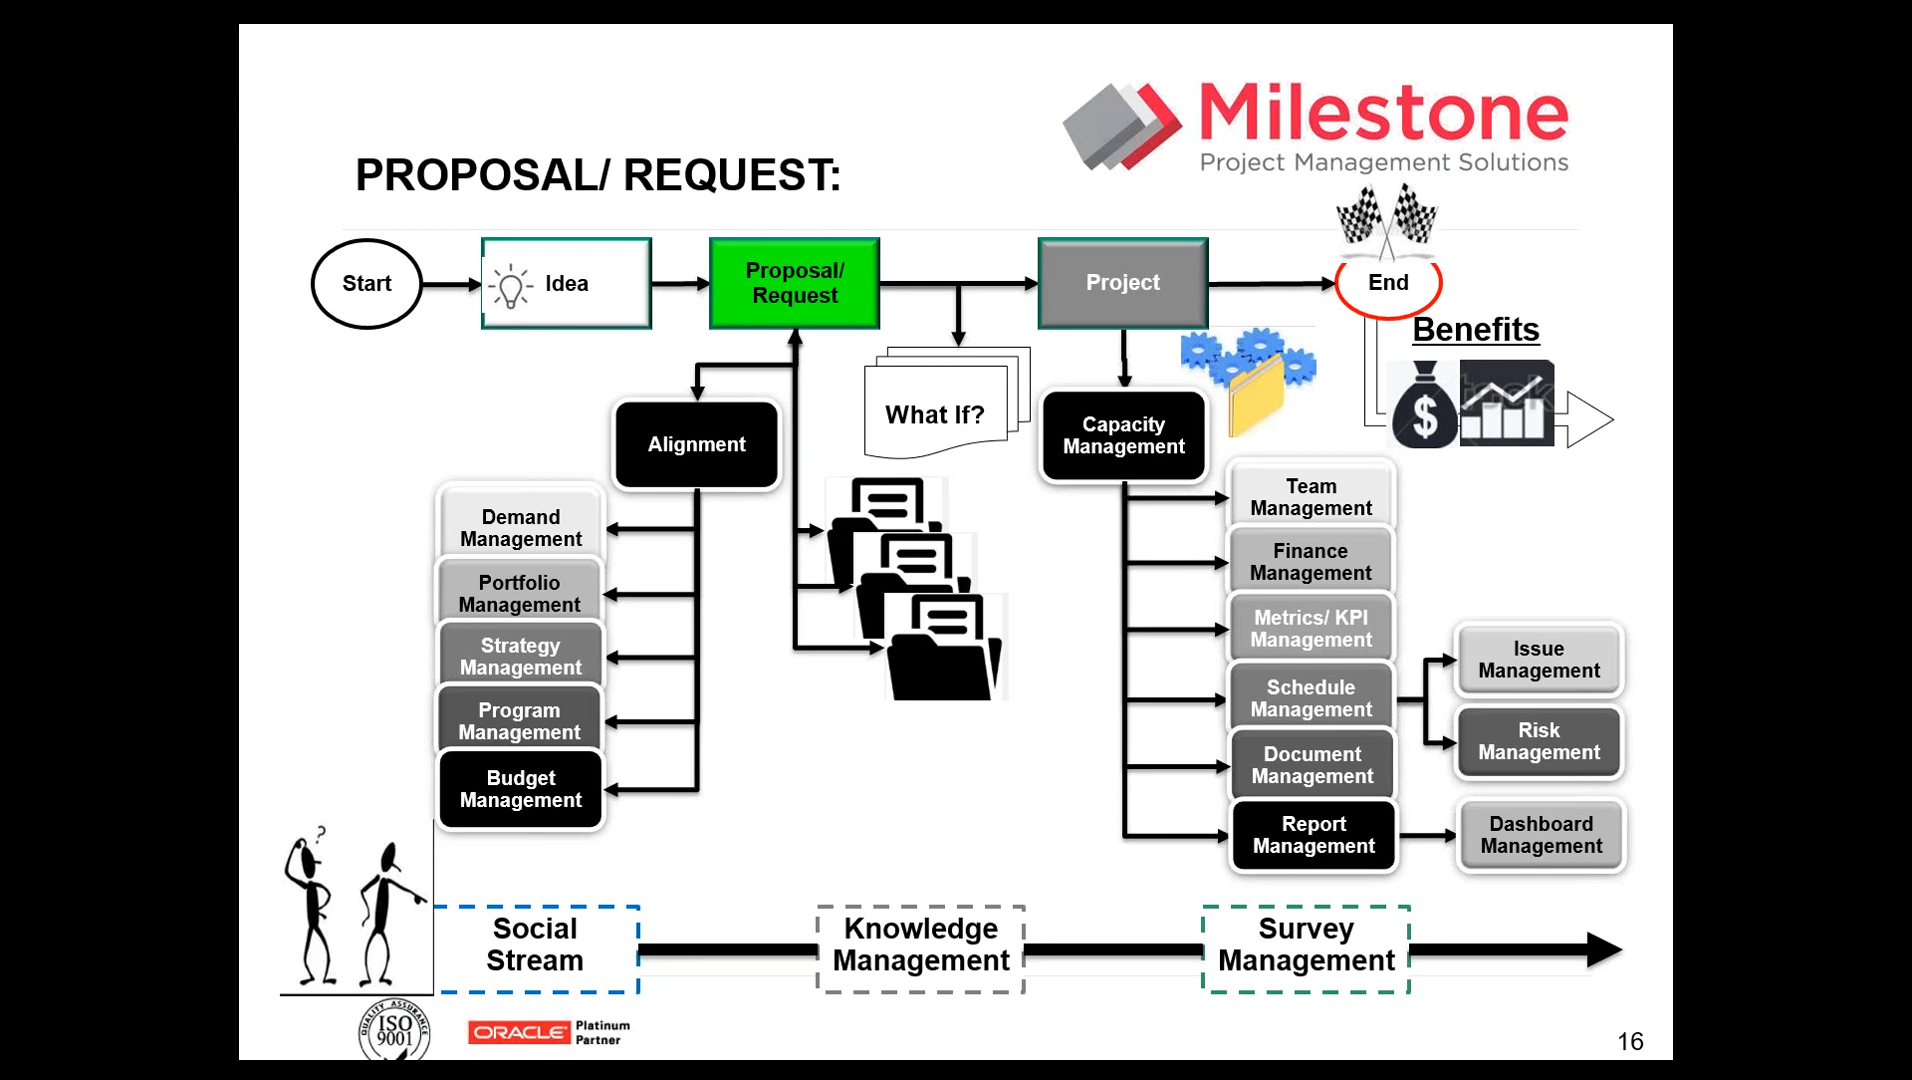 Milestone
Project Management Solutions
PROPOSAL/ REQUEST:
Start
Idea
Proposal/
Request
Project
End
Benefits
What If?
$
Alignment
Capacity
Management
Demand
Management
Portfolio
Management
Strategy
Management
Program
Management
Budget
Management
Team
Management
Finance
Management
Metrics/ KPI
Management
Schedule
Management
Document
Management
Report
Management
Issue
Management
Risk
Management
Dashboard
Management
?
Social
Stream
Knowledge
Management
Survey
Management
QUALITY ASSURANCE
ISO
9001
ORACLE
Platinum
Partner
16